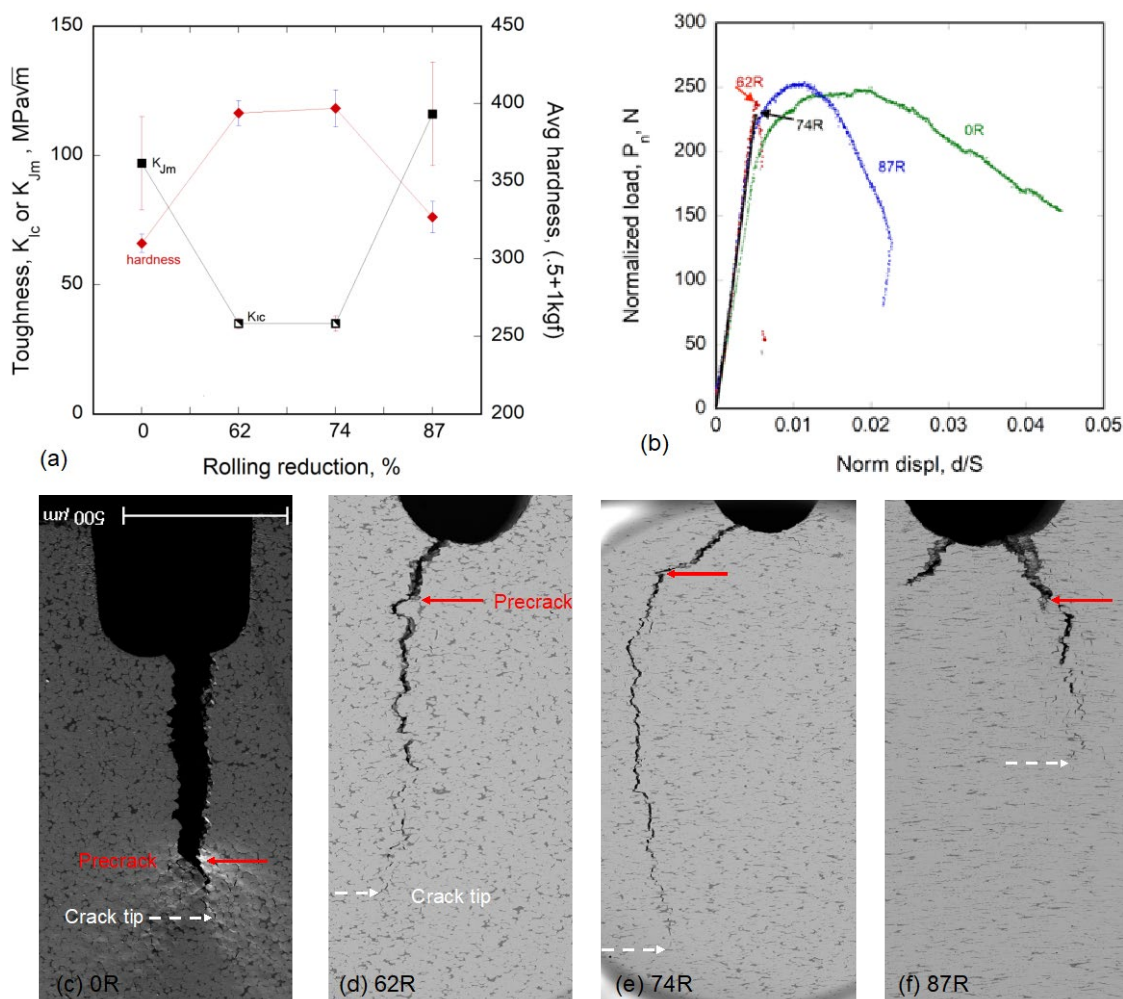 150
100
50
0
Toughness, K_Ic or K_Jm , MPa√m
K_Jm
hardness
K_Ic
450
400
350
300
250
200
Avg hardness, (.5+1kgf)
0 62 74 87
Rolling reduction, %
(a)
300
250
200
150
100
50
0
Normalized load, P_n, N
62R
74R
87R
0R
0 0.01 0.02 0.03 0.04 0.05
Norm displ, d/S
(b)
500 µm
Precrack
Crack tip
(c) 0R
Precrack
Crack tip
(d) 62R
(e) 74R
(f) 87R